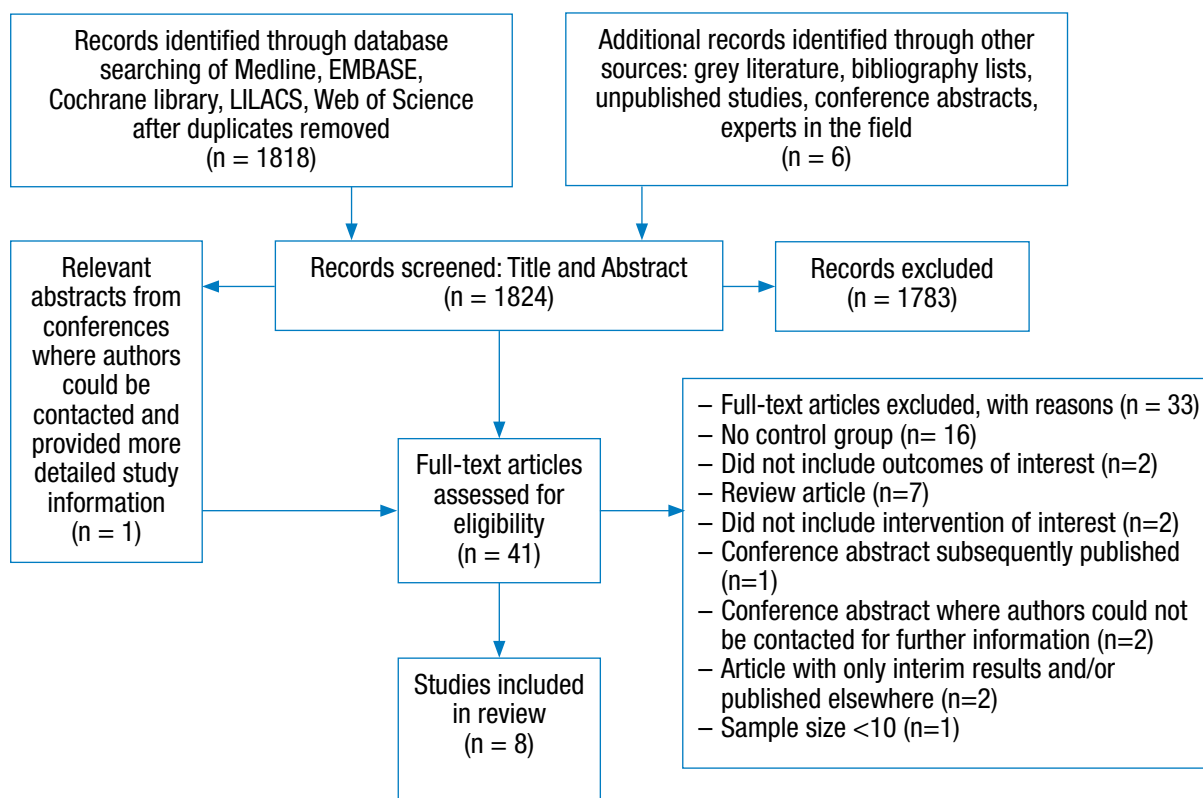 Records identified through database
searching of Medline, EMBASE,
Cochrane library, LILACS, Web of Science
after duplicates removed
(n = 1818)
Additional records identified through other
sources: grey literature, bibliography lists,
unpublished studies, conference abstracts,
experts in the field
(n = 6)
Relevant
abstracts from
conferences
where authors
could be
contacted and
provided more
detailed study
information
(n = 1)
Records screened: Title and Abstract
(n = 1824)
Records excluded
(n = 1783)
Full-text articles
assessed for
eligibility
(n = 41)
– Full-text articles excluded, with reasons (n = 33)
– No control group (n= 16)
– Did not include outcomes of interest (n=2)
– Review article (n=7)
– Did not include intervention of interest (n=2)
– Conference abstract subsequently published
(n=1)
– Conference abstract where authors could not
be contacted for further information (n=2)
– Article with only interim results and/or
published elsewhere (n=2)
– Sample size <10 (n=1)
Studies included
in review
(n = 8)